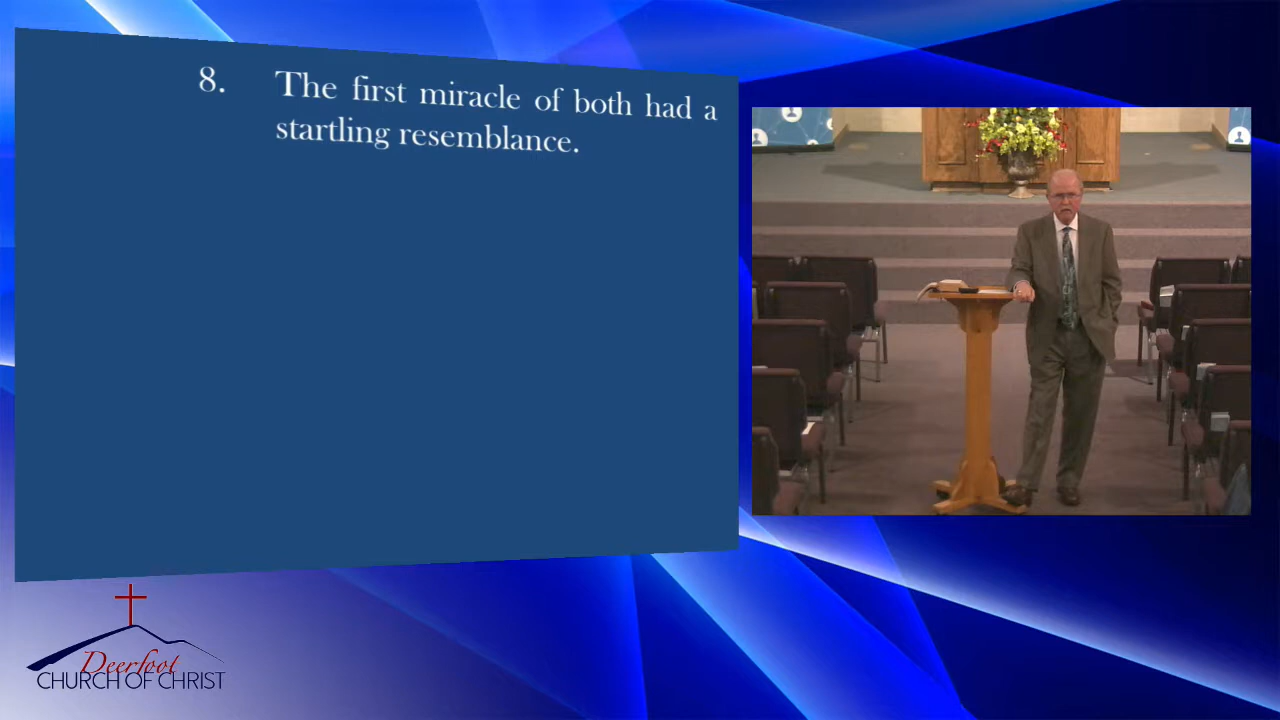 8. The first miracle of both had a
startling resemblance.
Deerfoot
CHURCH OF CHRIST